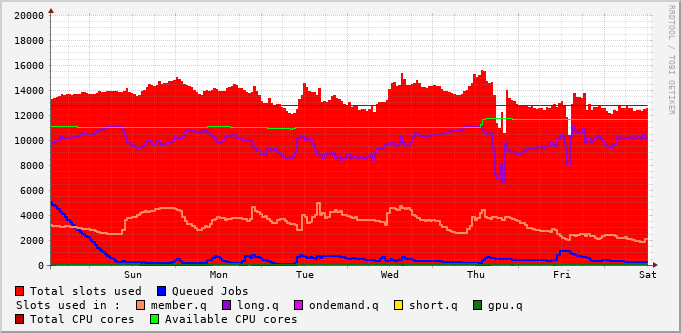 20000
18000
16000
14000
12000
10000
8000
6000
4000
2000
0
Sun Mon Tue Wed Thu Fri Sat
RRDTOOL / TOBI OETIKER
Total slots used Queued Jobs
Slots used in : member.q long.q ondemand.q short.q gpu.q
Total CPU cores Available CPU cores